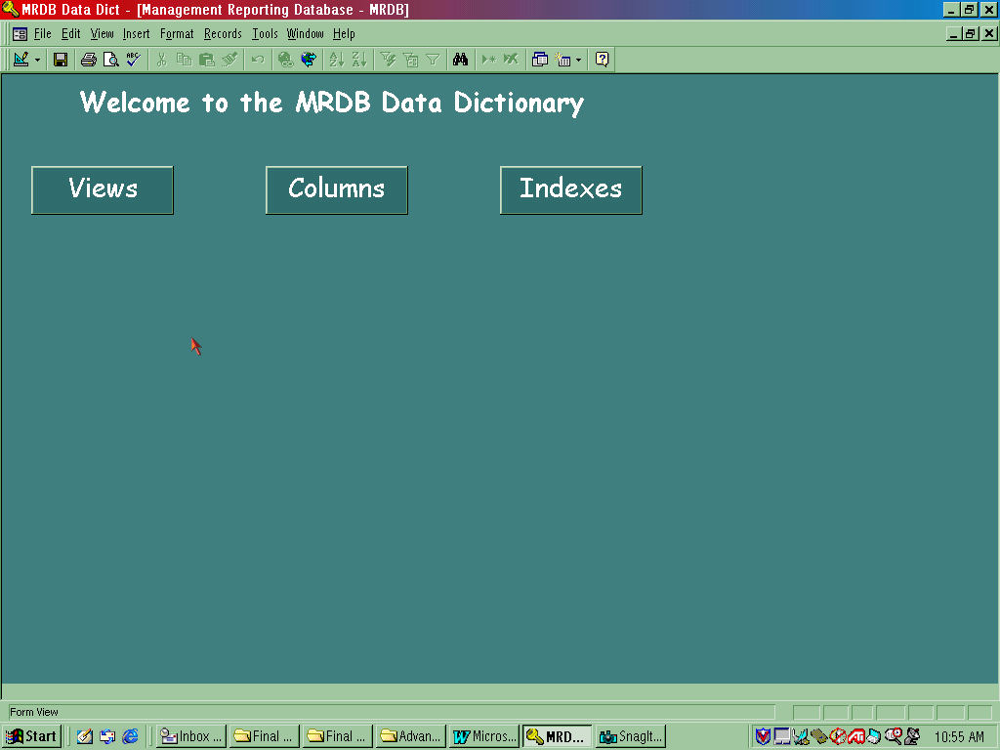 MRDB Data Dict - [Management Reporting Database - MRDB]
File Edit View Insert Format Records Tools Window Help
Welcome to the MRDB Data Dictionary
Views Columns Indexes
Form View
Start Inbox ... Final ... Final ... Advan... Micros... MRD... SnagIt... 10:55 AM